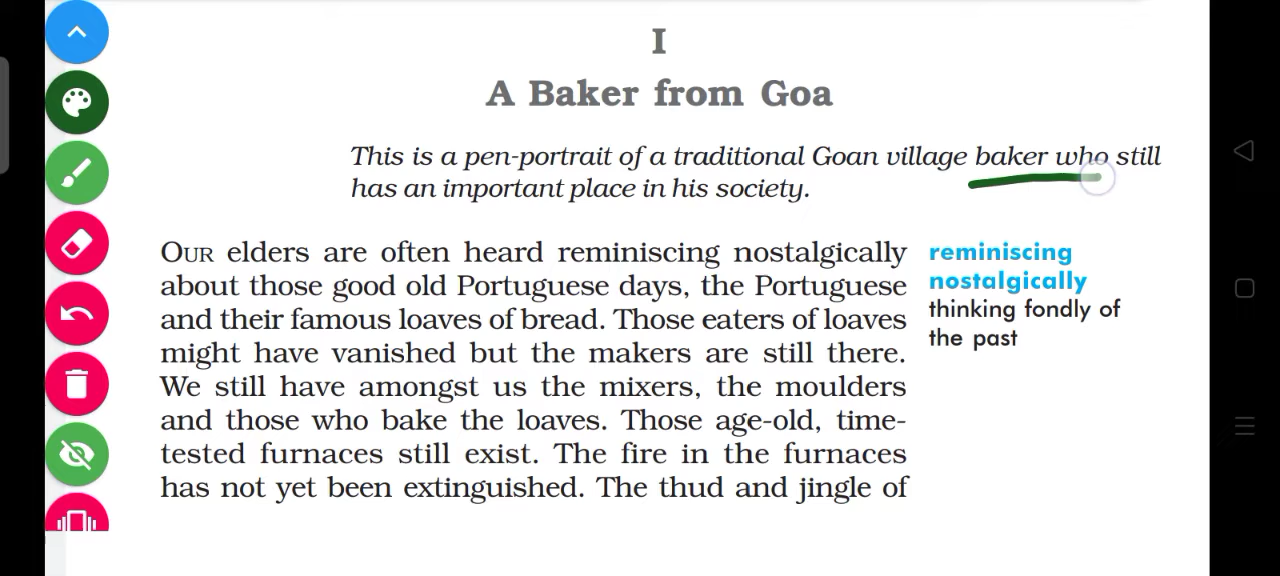 I
A Baker from Goa
This is a pen-portrait of a traditional Goan village baker who still
has an important place in his society.
OUR elders are often heard reminiscing nostalgically
about those good old Portuguese days, the Portuguese
and their famous loaves of bread. Those eaters of loaves
might have vanished but the makers are still there.
We still have amongst us the mixers, the moulders
and those who bake the loaves. Those age-old, time-
tested furnaces still exist. The fire in the furnaces
has not yet been extinguished. The thud and jingle of
reminiscing
nostalgically
thinking fondly of
the past